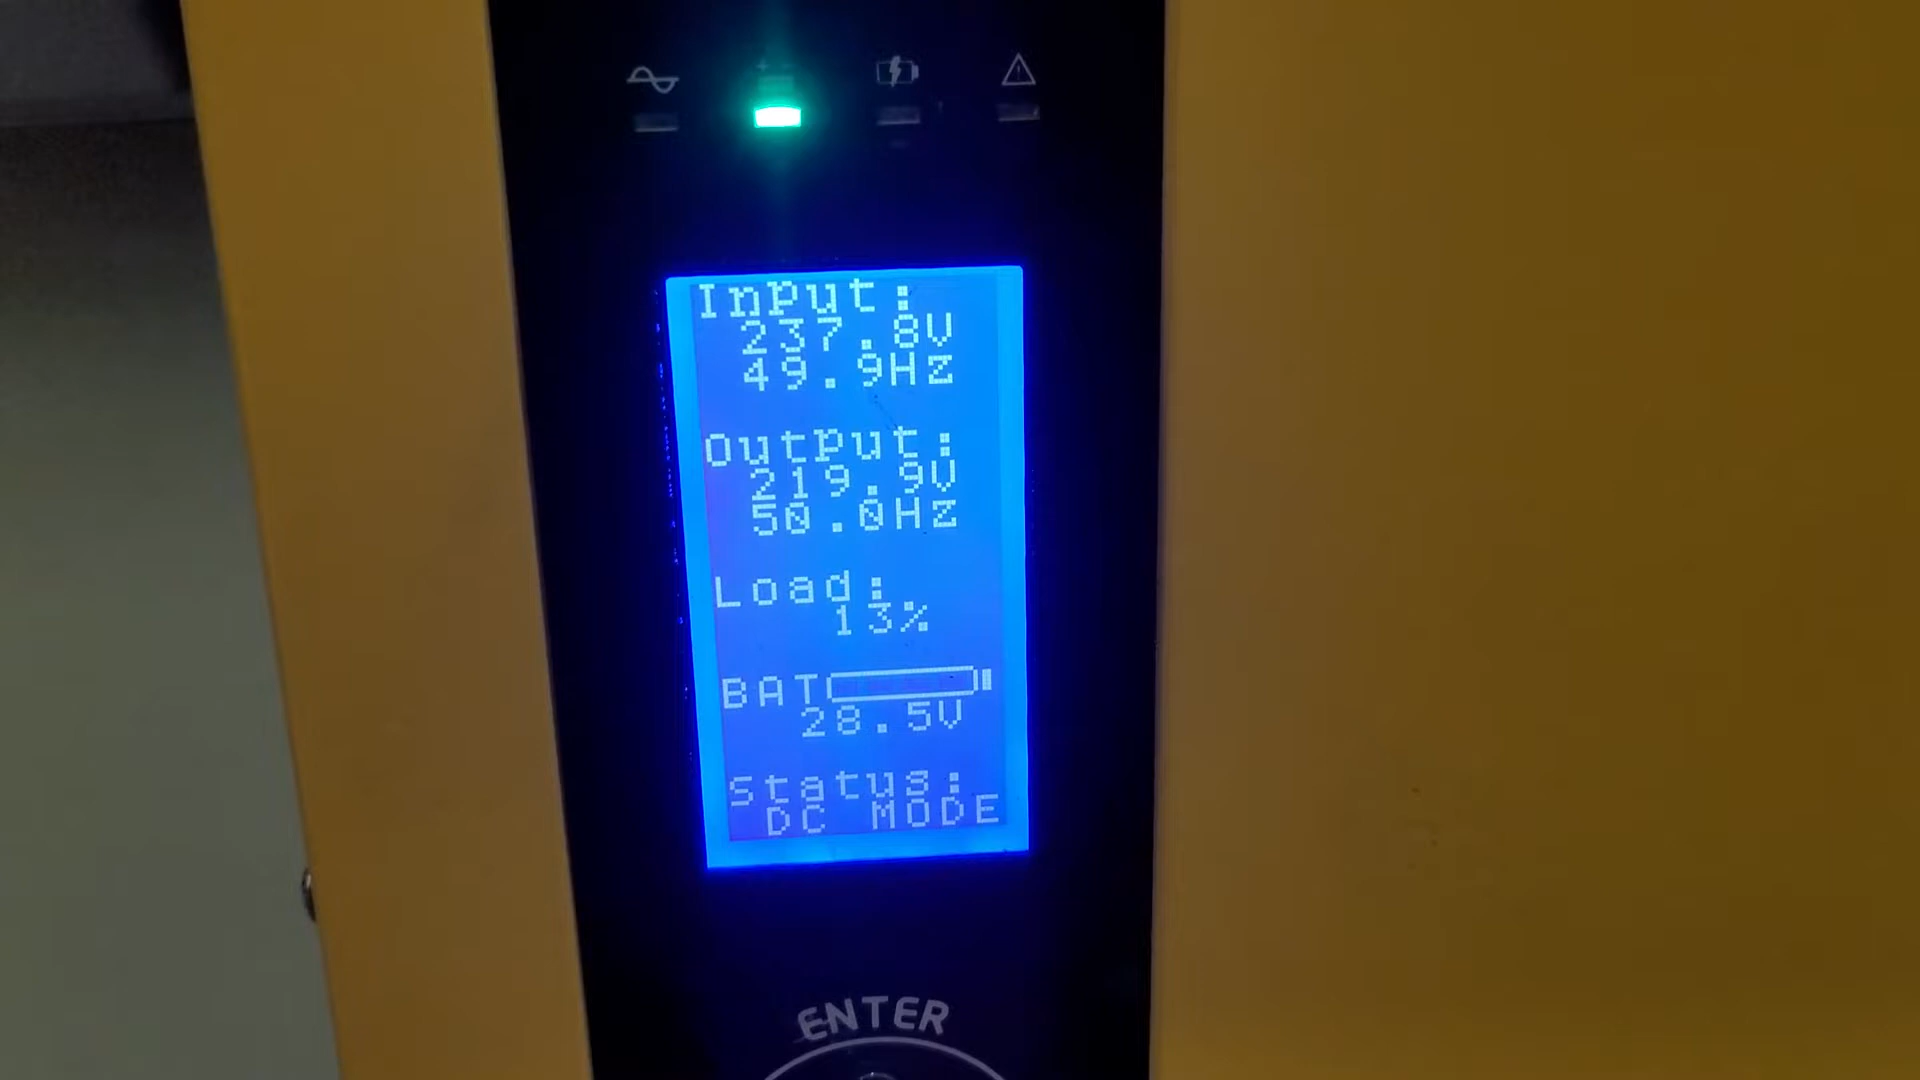 Input:
237.8V
49.9Hz
Output:
219.9V
50.0Hz
Load:
13%
BAT
28.5V
Status:
DC MODE
ENTER